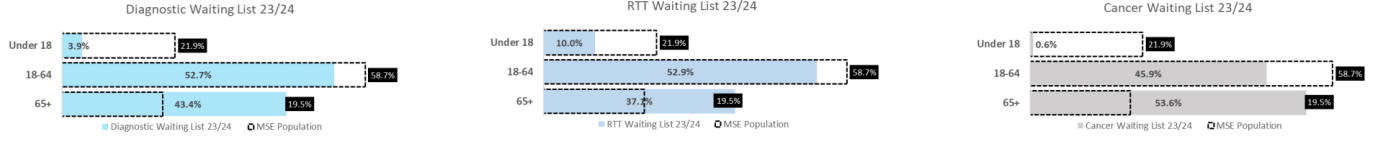 Diagnostic Waiting List 23/24
Under 18 3.9% 21.9%
18-64 52.7% 58.7%
65+ 43.4% 19.5%
Diagnostic Waiting List 23/24 MSE Population
RTT Waiting List 23/24
Under 18 10.0% 21.9%
18-64 52.9% 58.7%
65+ 37.1% 19.5%
RTT Waiting List 23/24 MSE Population
Cancer Waiting List 23/24
Under 18 0.6% 21.9%
18-64 45.9% 58.7%
65+ 53.6% 19.5%
Cancer Waiting List 23/24 MSE Population